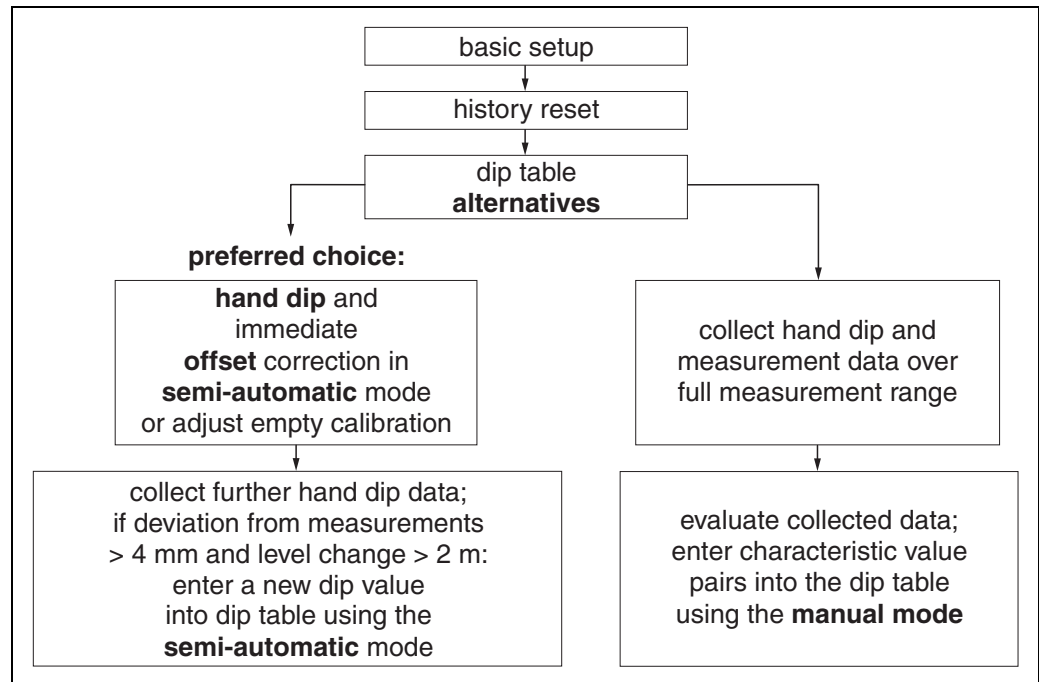 basic setup
history reset
dip table
alternatives
preferred choice:
hand dip and
immediate
offset correction in
semi-automatic mode
or adjust empty calibration
collect further hand dip data;
if deviation from measurements
> 4 mm and level change > 2 m:
enter a new dip value
into dip table using the
semi-automatic mode
collect hand dip and
measurement data over
full measurement range
evaluate collected data;
enter characteristic value
pairs into the dip table
using the manual mode